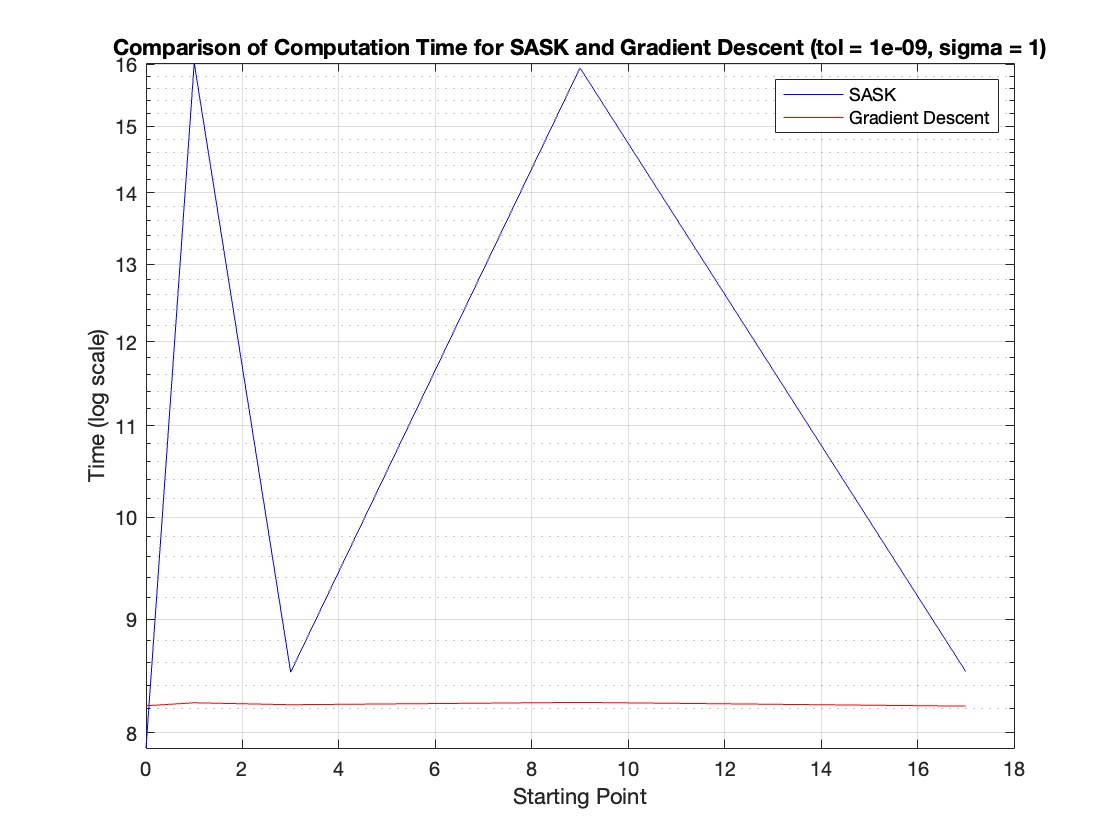 Comparison of Computation Time for SASK and Gradient Descent (tol = 1e-09, sigma = 1)
SASK
Gradient Descent
16
15
14
13
12
11
10
9
8
Time (log scale)
0 2 4 6 8 10 12 14 16 18
Starting Point